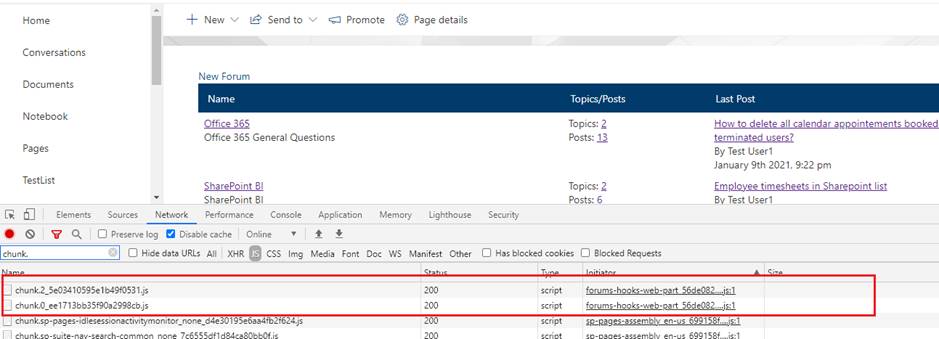 Home
+ New Send to Promote Page details
Conversations
Documents
Notebook
Pages
TestList
New Forum
Name Topics/Posts Last Post
Office 365 Topics: 2 How to delete all calendar appointements booked
Office 365 General Questions Posts: 13 terminated users?
By Test User1
January 9th 2021, 9:22 pm
SharePoint BI Topics: 2 Employee timesheets in Sharepoint list
SharePoint BI Posts: 6 By Test User1
Elements Sources Network Performance Console Application Memory Lighthouse Security
Preserve log Disable cache Online
chunk. Hide data URLs All XHR JS CSS Img Media Font Doc WS Manifest Other Has blocked cookies Blocked Requests
Name Status Type Initiator Size
chunk.2_5e03410595e1b49f0531.js 200 script forums-hooks-web-part_56de082....js:1
chunk.0_ee1713bb35f90a2998cb.js 200 script forums-hooks-web-part_56de082....js:1
chunk.sp-pages-idlesessionactivitymonitor_none_d4e30195e6aa4fb2f624.js 200 script sp-pages-assembly_en-us_699158f....js:1
chunk.sp-suite-nav-search-common_none_7c6555df1d84ca80bb0f.js 200 script sp-pages-assembly_en-us_699158f....js:1